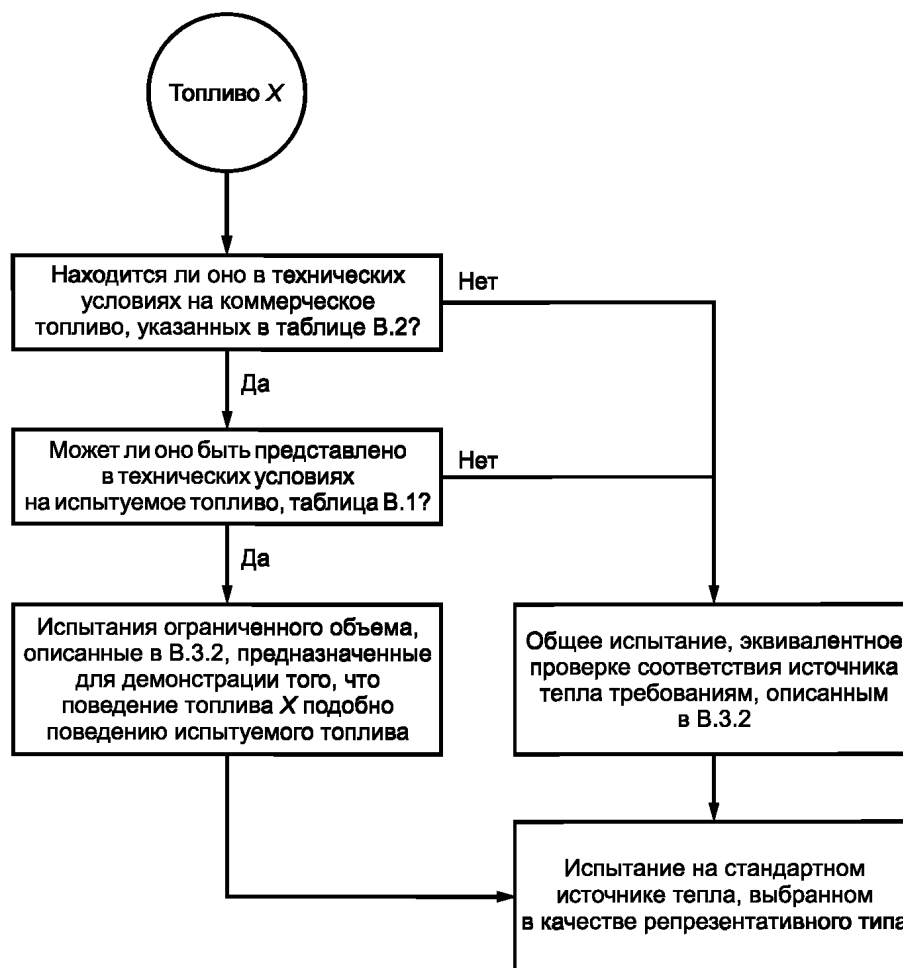 Топливо X
Находится ли оно в технических
условиях на коммерческое
топливо, указанных в таблице В.2?
Нет
Да
Может ли оно быть представлено
в технических условиях
на испытуемое топливо, таблица В.1?
Нет
Да
Испытания ограниченного объема,
описанные в В.3.2, предназначенные
для демонстрации того, что
поведение топлива X подобно
поведению испытуемого топлива
Общее испытание, эквивалентное
проверке соответствия источника
тепла требованиям, описанным
в В.3.2
Испытание на стандартном
источнике тепла, выбранном
в качестве репрезентативного типа